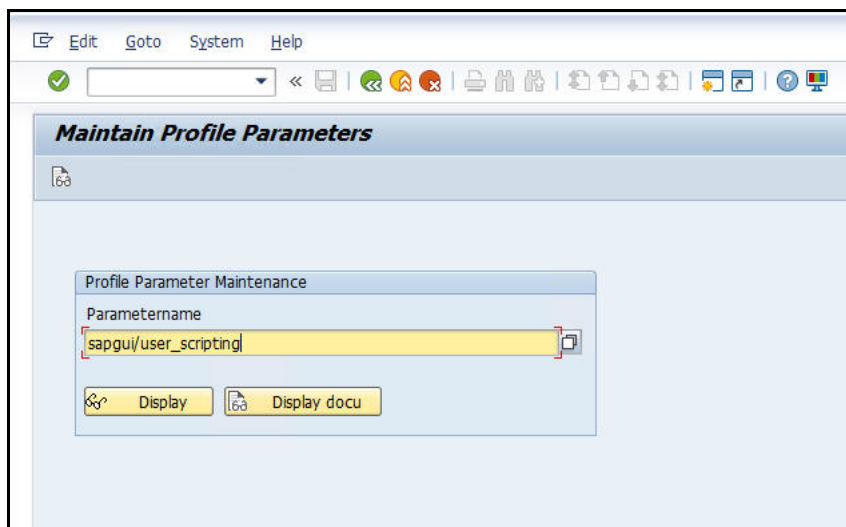 Edit Goto System Help
Maintain Profile Parameters
Profile Parameter Maintenance
Parametername
sapgui/user_scripting
Display Display docu